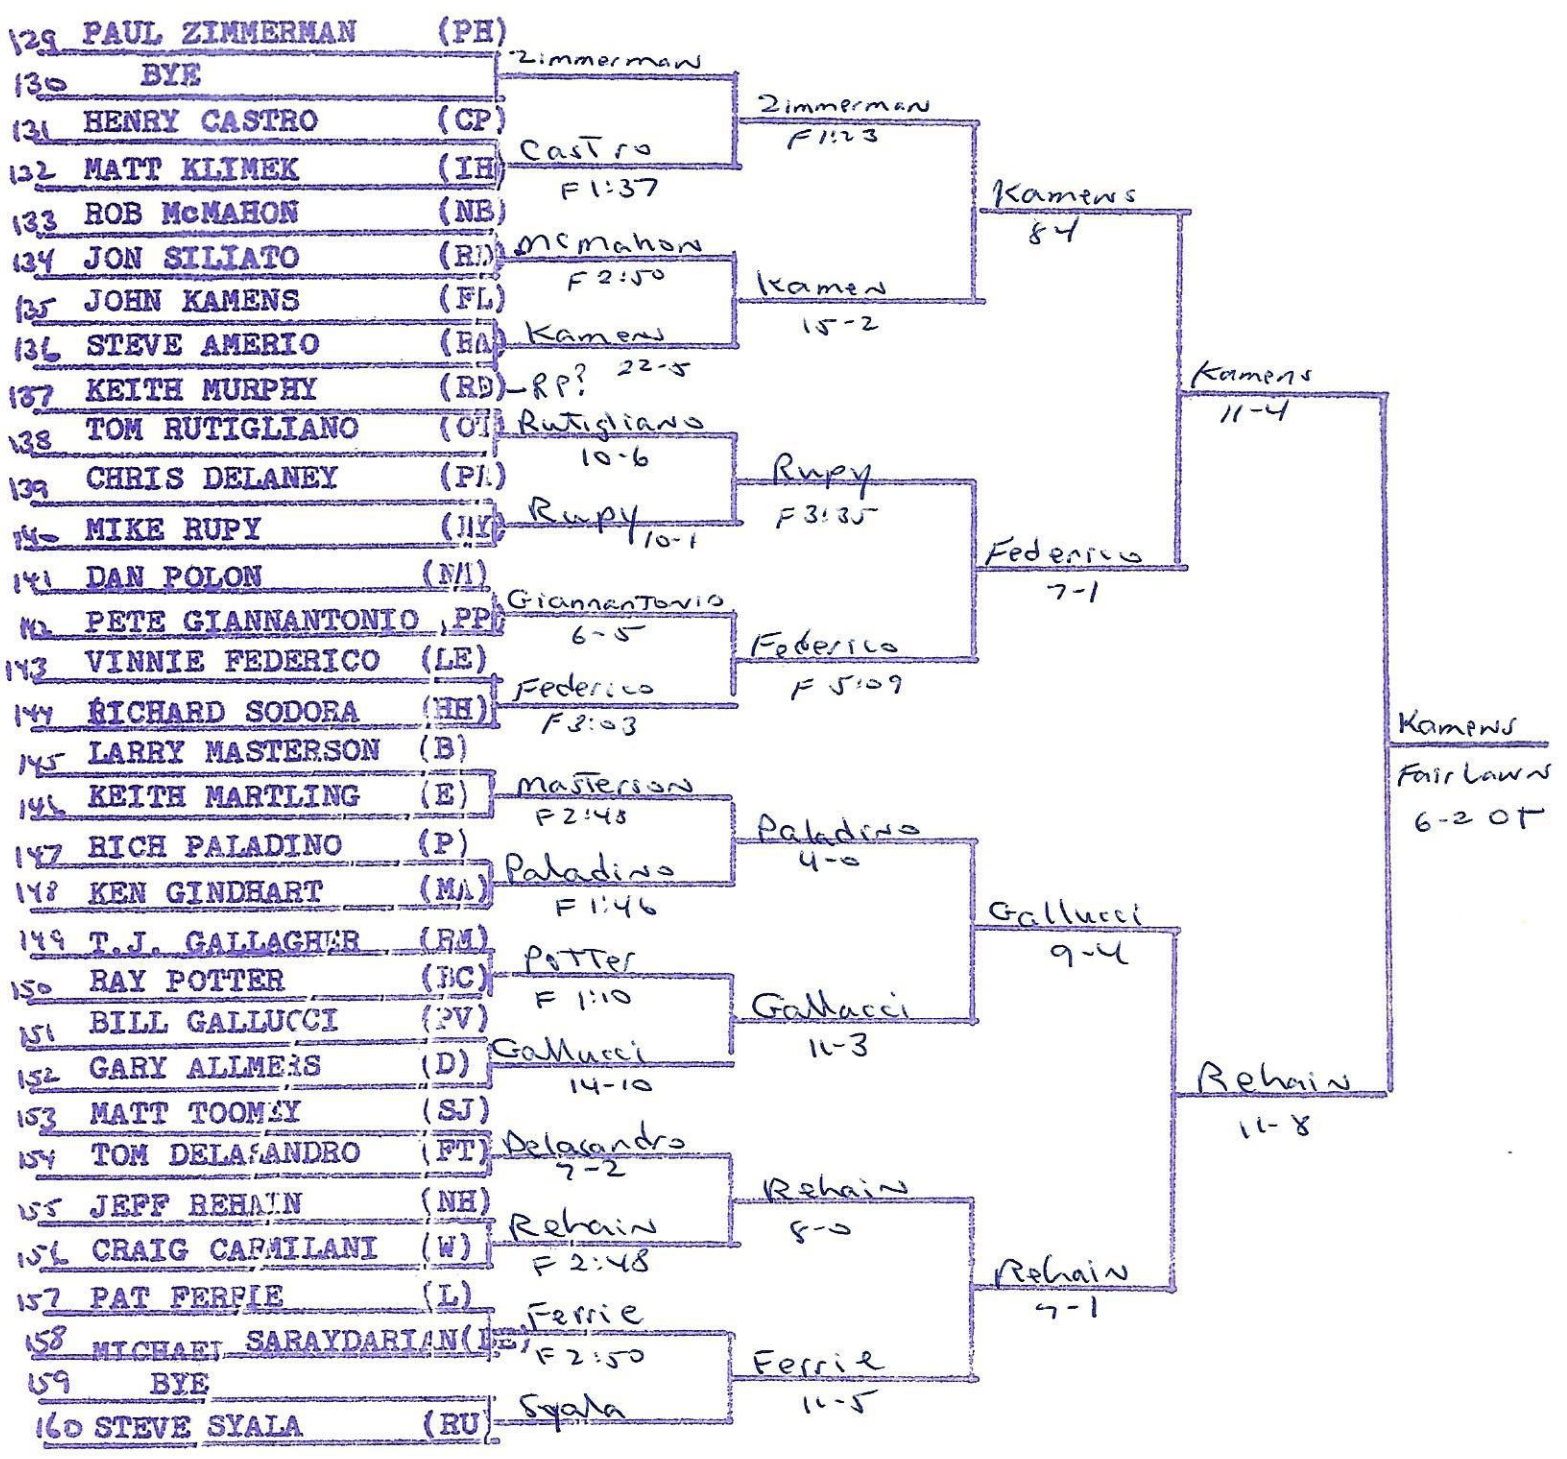 129 PAUL ZIMMERMAN (PH)
130 BYE
131 HENRY CASTRO (CP)
132 MATT KLIMEK (IH)
133 ROB McMAHON (NB)
134 JON SILIATO (RD)
135 JOHN KAMENS (FL)
136 STEVE AMERIO (BA)
137 KEITH MURPHY (RD) -RP?
138 TOM RUTIGLIANO (OT)
139 CHRIS DELANEY (PA)
140 MIKE RUPY
141 DAN POLON
142 PETE GIANNANTONIO PP
143 VINNIE FEDERICO (LE)
144 RICHARD SODORA (HH)
145 LARRY MASTERSON (B)
146 KEITH MARTLING (E)
147 RICH PALADINO (P)
148 KEN GINDHART (MA)
149 T.J. GALLAGHER (RM)
150 RAY POTTER (BC)
151 BILL GALLUCCI (PV)
152 GARY ALLMERS (D)
153 MATT TOOMEY (SJ)
154 TOM DELASANDRO (FT)
155 JEFF REHAIN (NH)
156 CRAIG CARMILANI (W)
157 PAT FERRIE (L)
158 MICHAEL SARAYDARIAN
159 BYE
160 STEVE SYALA (RU)
Zimmerman
Castro
F 1:37
McMahon
F 2:50
Kamens
22-5
Rutigliano
10-6
Rupy
10-1
Giannantonio
6-5
Federico
F 3:03
Masterson
F 2:48
Paladino
F 1:46
Potter
F 1:10
Gallucci
14-10
Delasandro
7-2
Rehain
F 2:48
Ferrie
F 2:50
Syala
Zimmerman
F 1:23
Kamen
15-2
Rupy
F 3:35
Federico
F 5:09
Paladino
4-0
Gallucci
11-3
Rehain
8-0
Ferrie
11-5
Kamens
8-4
Federico
7-1
Gallucci
9-4
Rehain
7-1
Kamens
11-4
Rehain
11-8
Kamens
Fair Lawn
6-2 OT